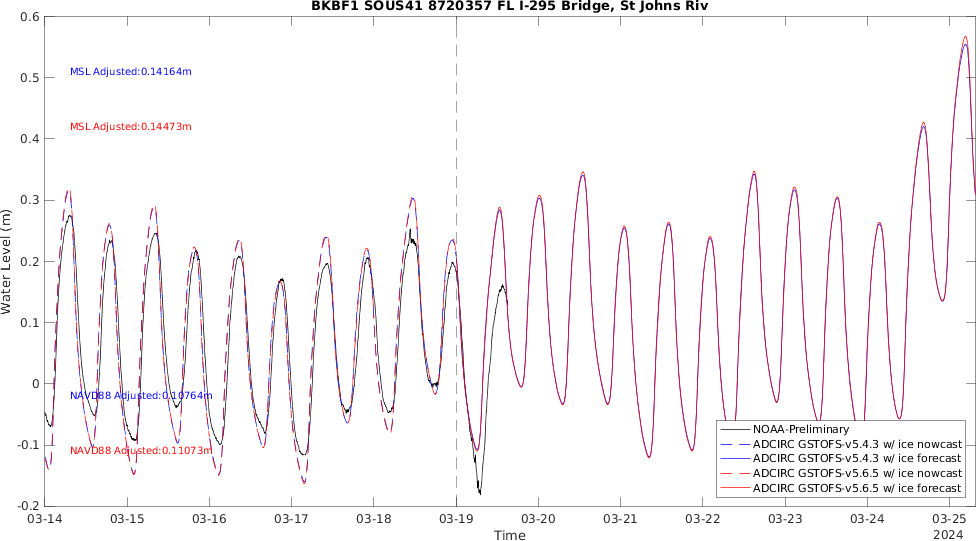 BKBF1 SOUS41 8720357 FL I-295 Bridge, St Johns Riv
0.6
0.5
0.4
0.3
0.2
0.1
0
-0.1
-0.2
Water Level (m)
MSL Adjusted:0.14164m
MSL Adjusted:0.14473m
NAVD88 Adjusted:0.10764m
NAVD88 Adjusted:0.11073m
NOAA-Preliminary
ADCIRC GSTOFS-v5.4.3 w/ ice nowcast
ADCIRC GSTOFS-v5.4.3 w/ ice forecast
ADCIRC GSTOFS-v5.6.5 w/ ice nowcast
ADCIRC GSTOFS-v5.6.5 w/ ice forecast
03-14 03-15 03-16 03-17 03-18 03-19 03-20 03-21 03-22 03-23 03-24 03-25
Time
2024